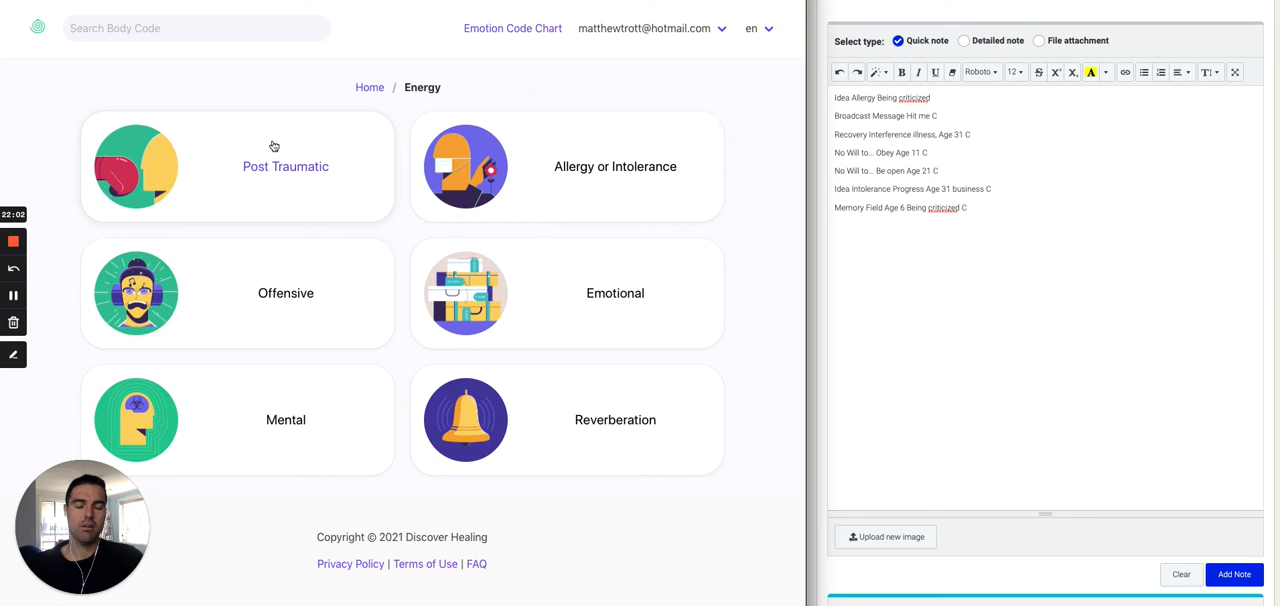 Search Body Code
Emotion Code Chart
matthewtrott@hotmail.com
en
Home / Energy
Post Traumatic
Allergy or Intolerance
Offensive
Emotional
Mental
Reverberation
Copyright © 2021 Discover Healing
Privacy Policy | Terms of Use | FAQ
22:02
Select type: Quick note Detailed note File attachment
B I U Roboto 12 S X² X₂ A T!
Idea Allergy Being criticized
Broadcast Message Hit me C
Recovery Interference illness, Age 31 C
No Will to... Obey Age 11 C
No Will to... Be open Age 21 C
Idea Intolerance Progress Age 31 business C
Memory Field Age 6 Being criticized C
Upload new image
Clear
Add Note